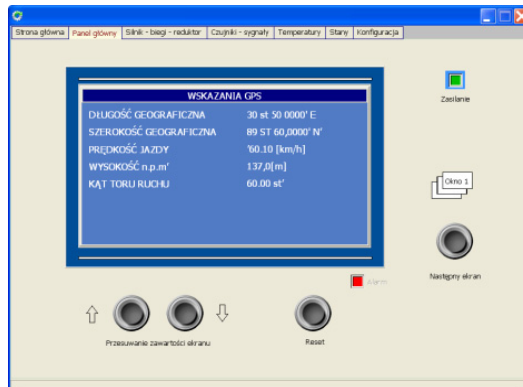 Strona główna Panel główny Silnik - biegi - reduktor Czujniki - sygnały Temperatury Stany Konfiguracja
WSKAZANIA GPS
DŁUGOŚĆ GEOGRAFICZNA 30 st 50 0000' E
SZEROKOŚĆ GEOGRAFICZNA 89 ST 60,0000' N'
PRĘDKOŚĆ JAZDY '60.10 [km/h]
WYSOKOŚĆ n.p.m' 137,0[m]
KĄT TORU RUCHU 60.00 st'
Zasilanie
Okno 1
Następny ekran
Alarm
Przesuwanie zawartości ekranu
Reset